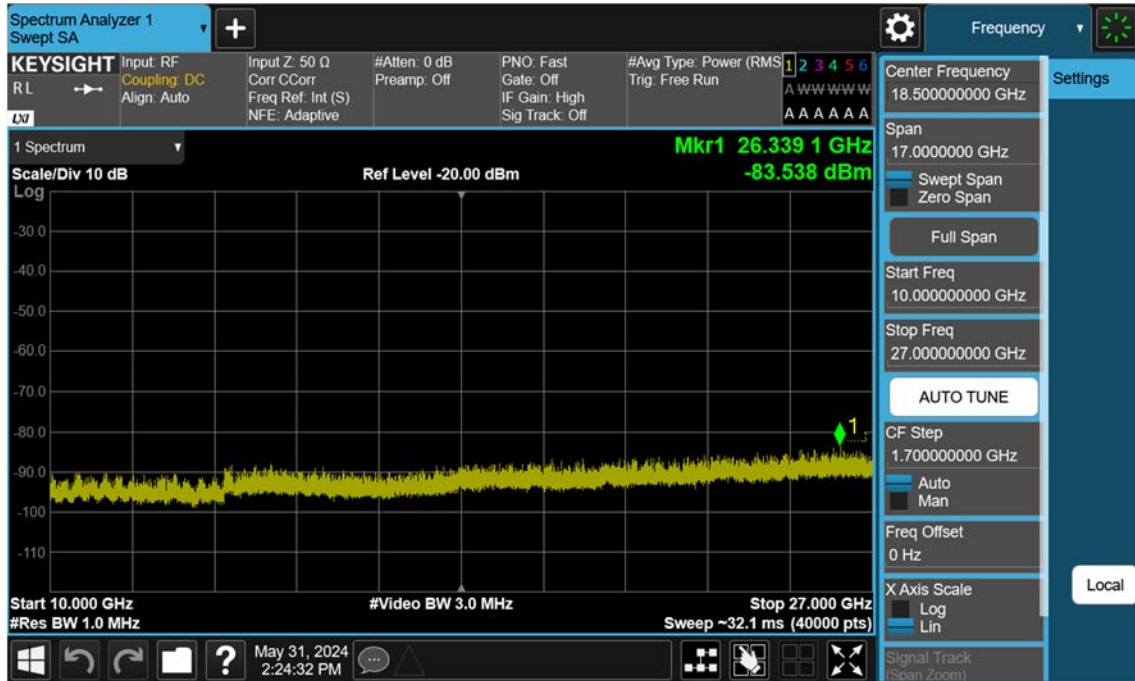 Spectrum Analyzer 1
Swept SA
+
Frequency
KEYSIGHT
R L
LXI
Input: RF
Coupling: DC
Align: Auto
Input Z: 50 Ω
Corr CCorr
Freq Ref: Int (S)
NFE: Adaptive
#Atten: 0 dB
Preamp: Off
PNO: Fast
Gate: Off
IF Gain: High
Sig Track: Off
#Avg Type: Power (RMS
Trig: Free Run
1 2 3 4 5 6
A W W W W W
A A A A A A
1 Spectrum
Scale/Div 10 dB
Log
Ref Level -20.00 dBm
Mkr1 26.339 1 GHz
-83.538 dBm
-30.0
-40.0
-50.0
-60.0
-70.0
-80.0
-90.0
-100
-110
1
Start 10.000 GHz
#Res BW 1.0 MHz
#Video BW 3.0 MHz
Stop 27.000 GHz
Sweep ~32.1 ms (40000 pts)
?
May 31, 2024
2:24:32 PM
Center Frequency
18.500000000 GHz
Span
17.0000000 GHz
Swept Span
Zero Span
Full Span
Start Freq
10.000000000 GHz
Stop Freq
27.000000000 GHz
AUTO TUNE
CF Step
1.700000000 GHz
Auto
Man
Freq Offset
0 Hz
X Axis Scale
Log
Lin
Signal Track
(Span Zoom)
Settings
Local